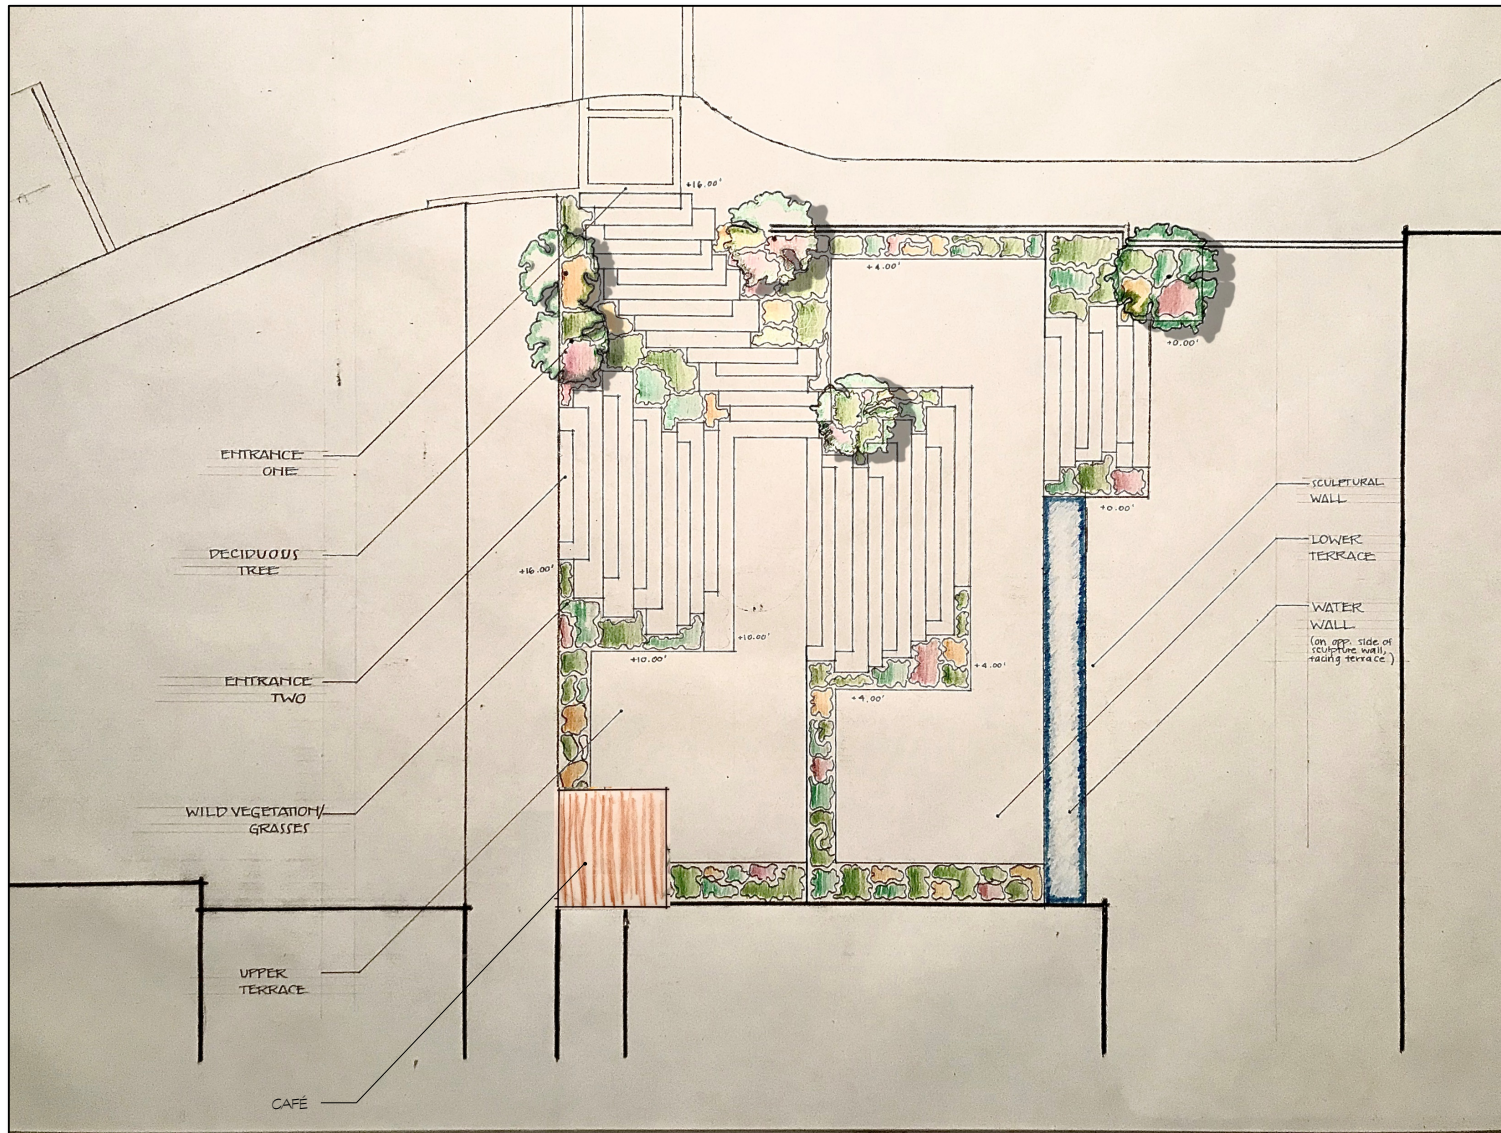 +16.00'
+4.00'
+0.00'
ENTRANCE
ONE
SCULPTURAL
WALL
+0.00'
LOWER
TERRACE
DECIDUOUS
TREE
+16.00'
WATER
WALL
(on opp. side of
sculpture wall,
facing terrace)
+10.00'
+10.00'
+4.00'
ENTRANCE
TWO
+4.00'
WILD VEGETATION/
GRASSES
UPPER
TERRACE
CAFÉ